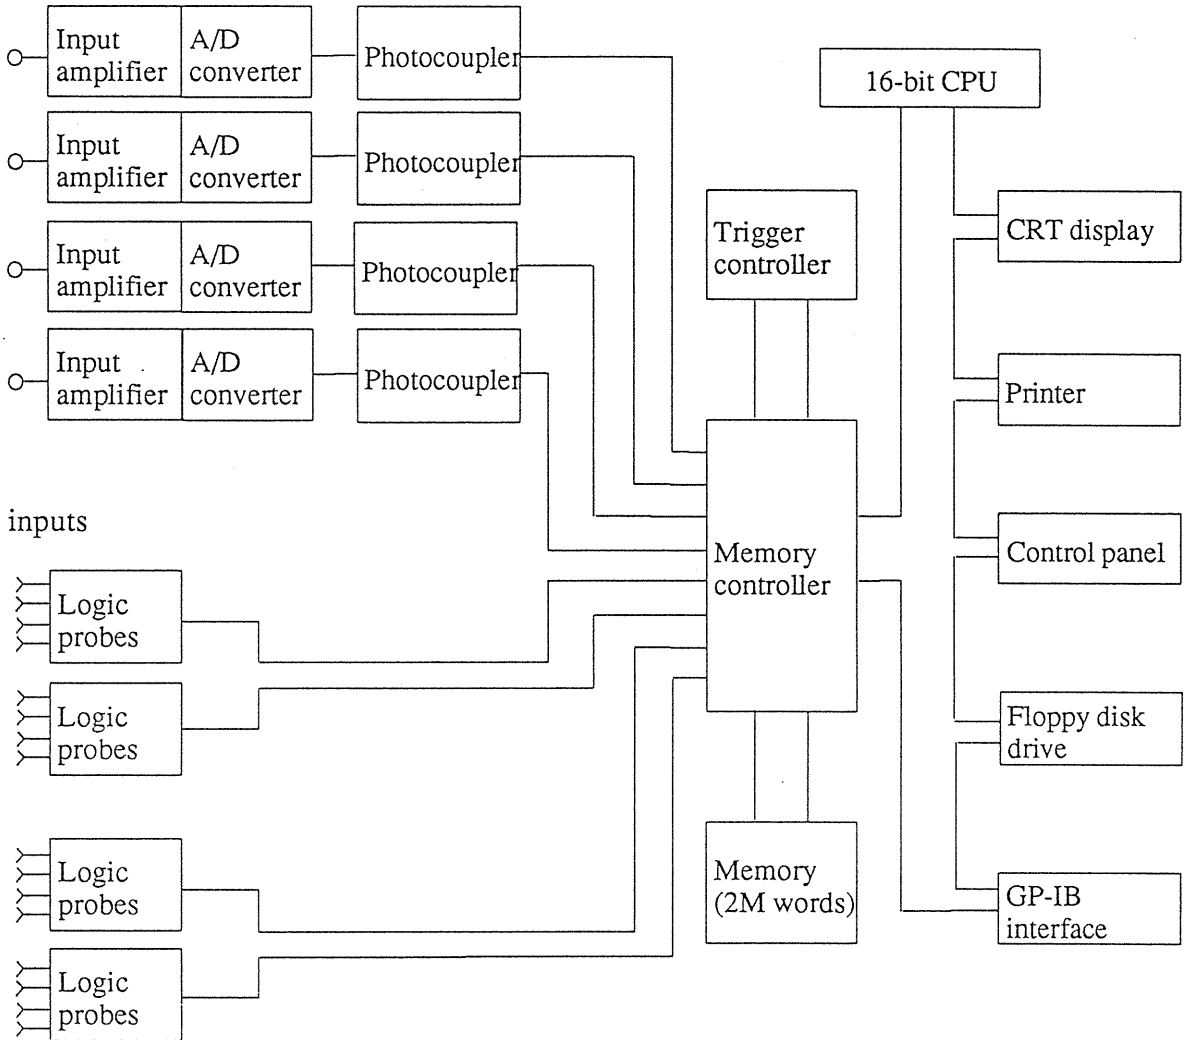 Input
amplifier
A/D
converter
Photocoupler
Input
amplifier
A/D
converter
Photocoupler
Input
amplifier
A/D
converter
Photocoupler
Input
amplifier
A/D
converter
Photocoupler
16-bit CPU
Trigger
controller
CRT display
Printer
inputs
Memory
controller
Control panel
Logic
probes
Logic
probes
Floppy disk
drive
Logic
probes
Memory
(2M words)
GP-IB
interface
Logic
probes